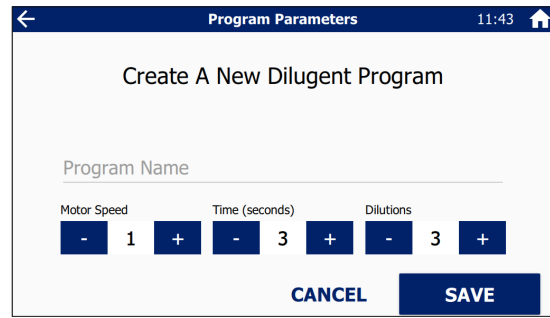 Program Parameters 11:43
Create A New Dilugent Program
Program Name
Motor Speed Time (seconds) Dilutions
- 1 + - 3 + - 3 +
CANCEL SAVE